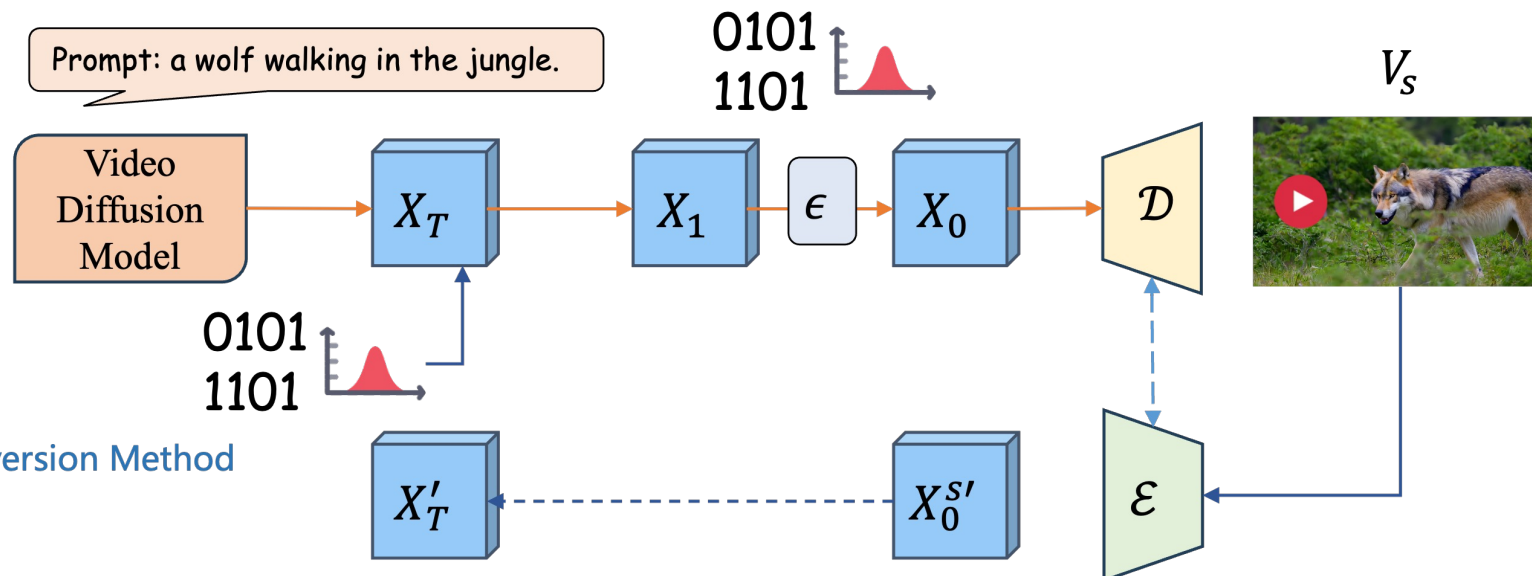 Prompt: a wolf walking in the jungle.
0101
1101
V_s
Video
Diffusion
Model
X_T
X_1
ϵ
X_0
𝒟
0101
1101
version Method
X'_T
X_0^{s'}
ℰ